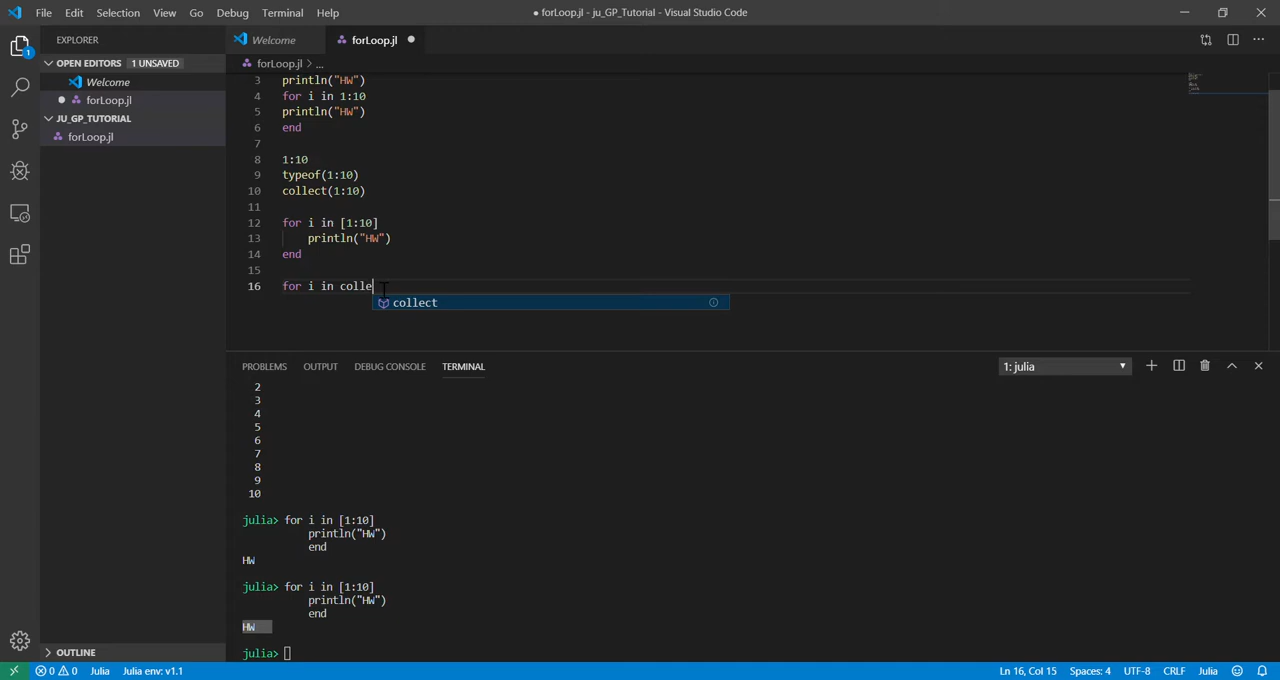 File Edit Selection View Go Debug Terminal Help
● forLoop.jl - ju_GP_Tutorial - Visual Studio Code
EXPLORER
OPEN EDITORS 1 UNSAVED
Welcome
forLoop.jl
JU_GP_TUTORIAL
forLoop.jl
OUTLINE
1
Welcome
forLoop.jl
forLoop.jl > ...
3 println("HW")
4 for i in 1:10
5 println("HW")
6 end
7
8 1:10
9 typeof(1:10)
10 collect(1:10)
11
12 for i in [1:10]
13     println("HW")
14 end
15
16 for i in colle
collect
PROBLEMS OUTPUT DEBUG CONSOLE TERMINAL
1: julia
2
3
4
5
6
7
8
9
10
julia> for i in [1:10]
println("HW")
end
HW
julia> for i in [1:10]
println("HW")
end
HW
julia>
0 0 Julia Julia env: v1.1
Ln 16, Col 15 Spaces: 4 UTF-8 CRLF Julia